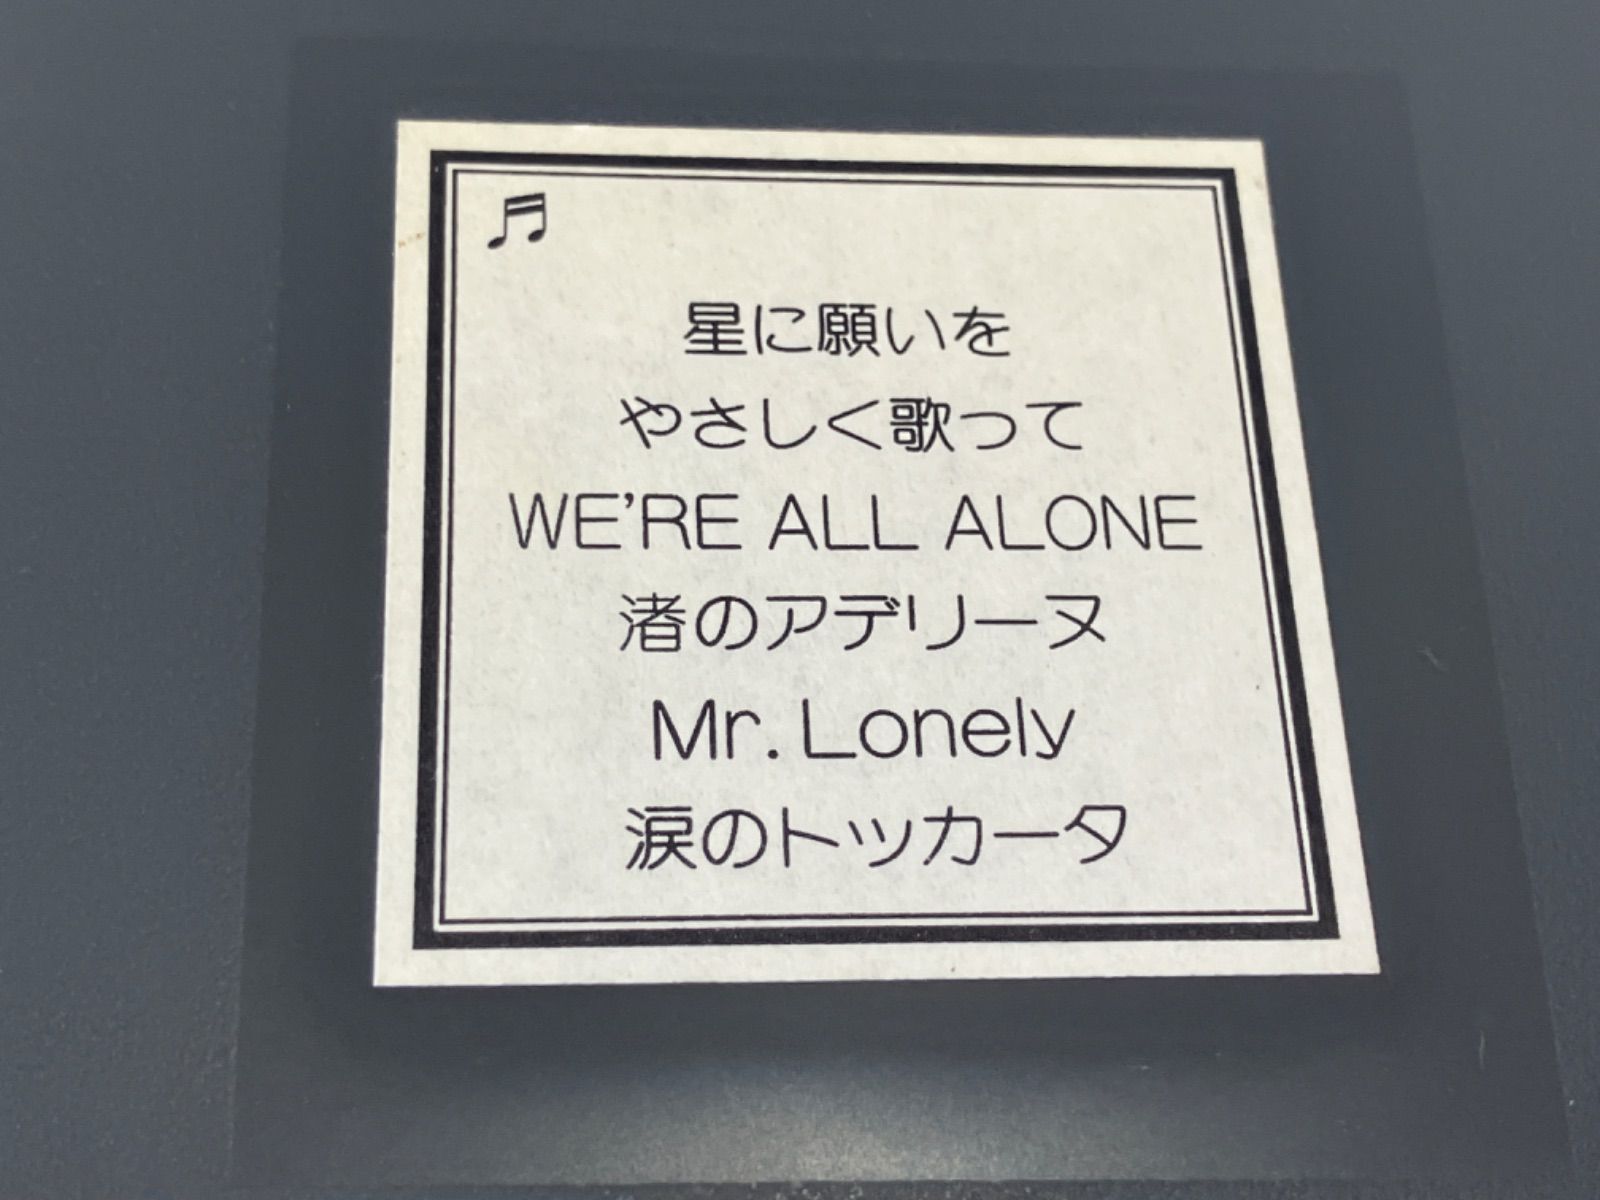 星に願いを
やさしく歌って
WE'RE ALL ALONE
渚のアデリーヌ
Mr. Lonely
涙のトッカータ